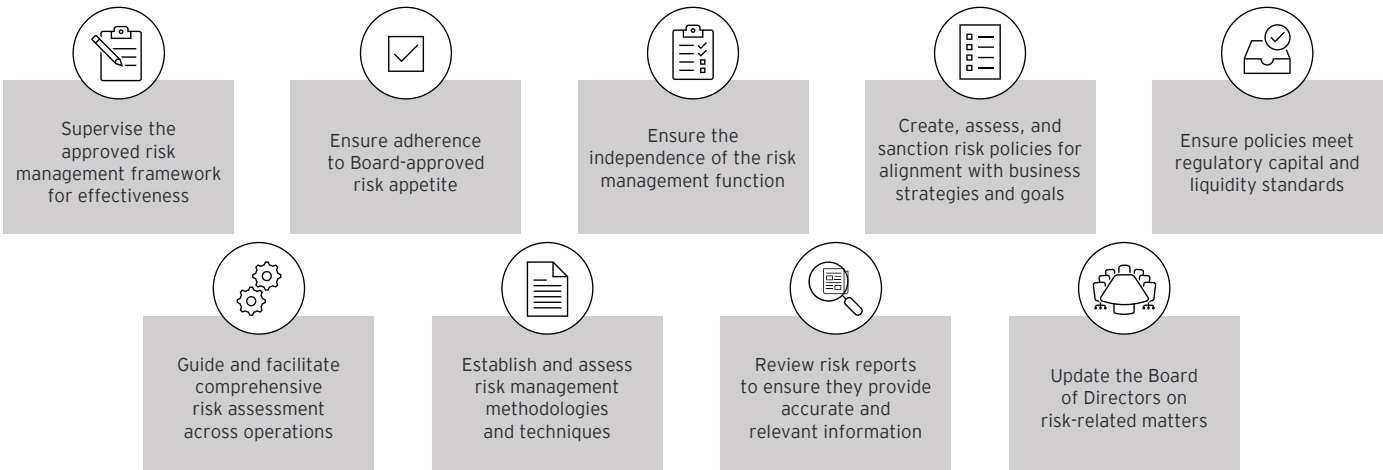 Supervise the
approved risk
management framework
for effectiveness
Ensure adherence
to Board-approved
risk appetite
Ensure the
independence of the risk
management function
Create, assess, and
sanction risk policies for
alignment with business
strategies and goals
Ensure policies meet
regulatory capital and
liquidity standards
Guide and facilitate
comprehensive
risk assessment
across operations
Establish and assess
risk management
methodologies
and techniques
Review risk reports
to ensure they provide
accurate and
relevant information
Update the Board
of Directors on
risk-related matters